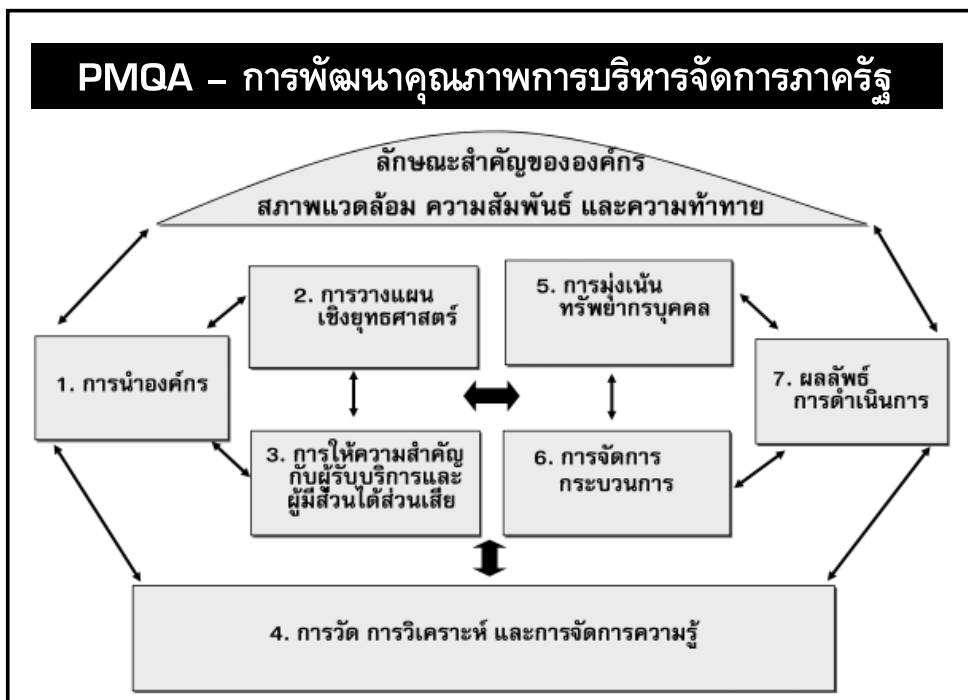 PMQA – การพัฒนาคุณภาพการบริหารจัดการภาครัฐ
ลักษณะสำคัญขององค์กร
สภาพแวดล้อม ความสัมพันธ์ และความท้าทาย
1. การนำองค์กร
2. การวางแผน
เชิงยุทธศาสตร์
3. การให้ความสำคัญ
กับผู้รับบริการและ
ผู้มีส่วนได้ส่วนเสีย
5. การมุ่งเน้น
ทรัพยากรบุคคล
6. การจัดการ
กระบวนการ
7. ผลลัพธ์
การดำเนินการ
4. การวัด การวิเคราะห์ และการจัดการความรู้